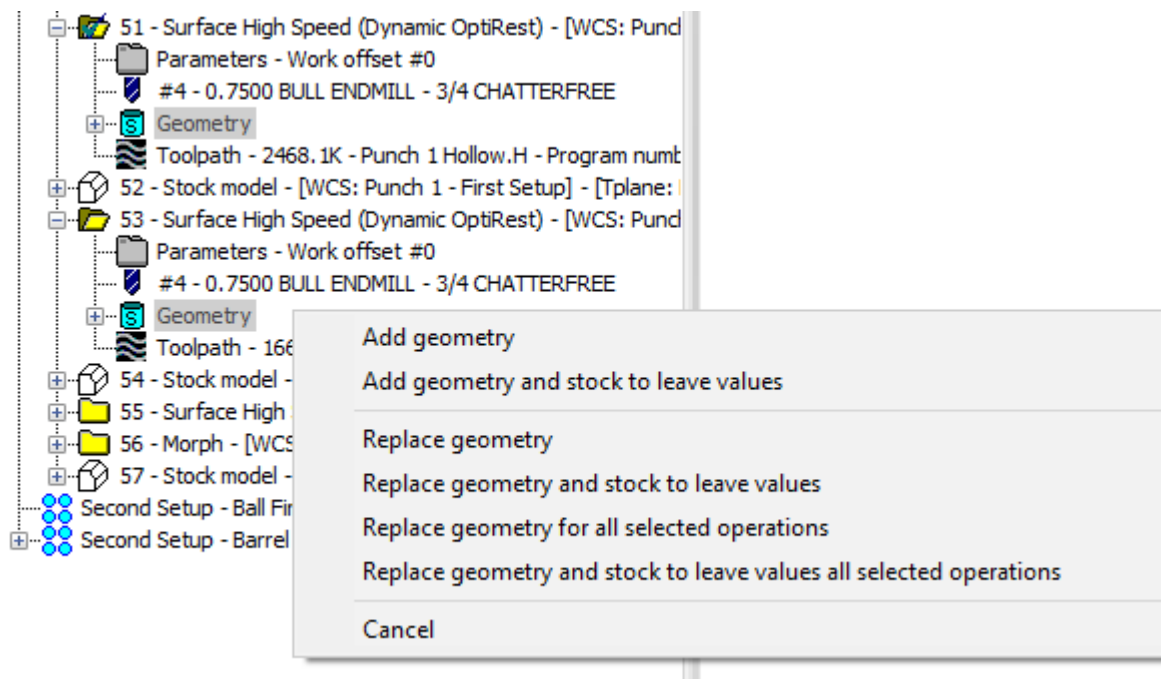 51 - Surface High Speed (Dynamic OptiRest) - [WCS: Punch
Parameters - Work offset #0
#4 - 0.7500 BULL ENDMILL - 3/4 CHATTERFREE
Geometry
Toolpath - 2468.1K - Punch 1 Hollow.H - Program numb
52 - Stock model - [WCS: Punch 1 - First Setup] - [Tplane:
53 - Surface High Speed (Dynamic OptiRest) - [WCS: Punch
Parameters - Work offset #0
#4 - 0.7500 BULL ENDMILL - 3/4 CHATTERFREE
Geometry
Toolpath - 166
54 - Stock model -
55 - Surface High
56 - Morph - [WCS
57 - Stock model -
Second Setup - Ball Fin
Second Setup - Barrel
Add geometry
Add geometry and stock to leave values
Replace geometry
Replace geometry and stock to leave values
Replace geometry for all selected operations
Replace geometry and stock to leave values all selected operations
Cancel